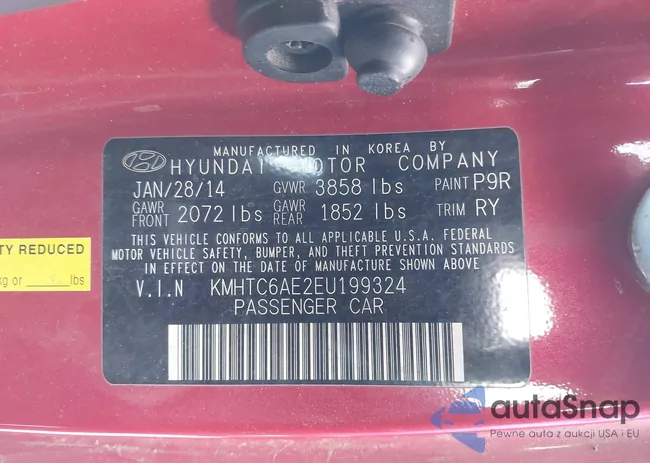 MANUFACTURED IN KOREA BY
HYUNDAI MOTOR COMPANY
JAN/28/14 GVWR 3858 lbs PAINT P9R
GAWR FRONT 2072 lbs GAWR REAR 1852 lbs TRIM RY
THIS VEHICLE CONFORMS TO ALL APPLICABLE U.S.A. FEDERAL
MOTOR VEHICLE SAFETY, BUMPER, AND THEFT PREVENTION STANDARDS
IN EFFECT ON THE DATE OF MANUFACTURE SHOWN ABOVE
V.I.N KMHTC6AE2EU199324
PASSENGER CAR
TY REDUCED
kg or lbs
autaSnap
Pewne auta z aukcji USA i EU